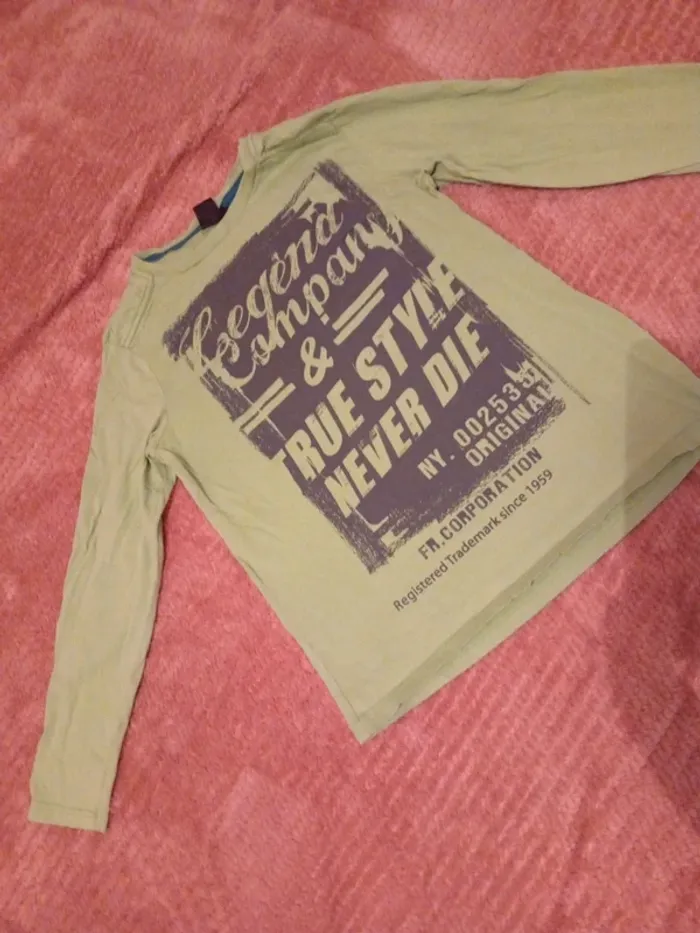 Legend
Company
&
TRUE STYLE
NEVER DIE
NY. 002535
ORIGINAL
FR.CORPORATION
Registered Trademark since 1959